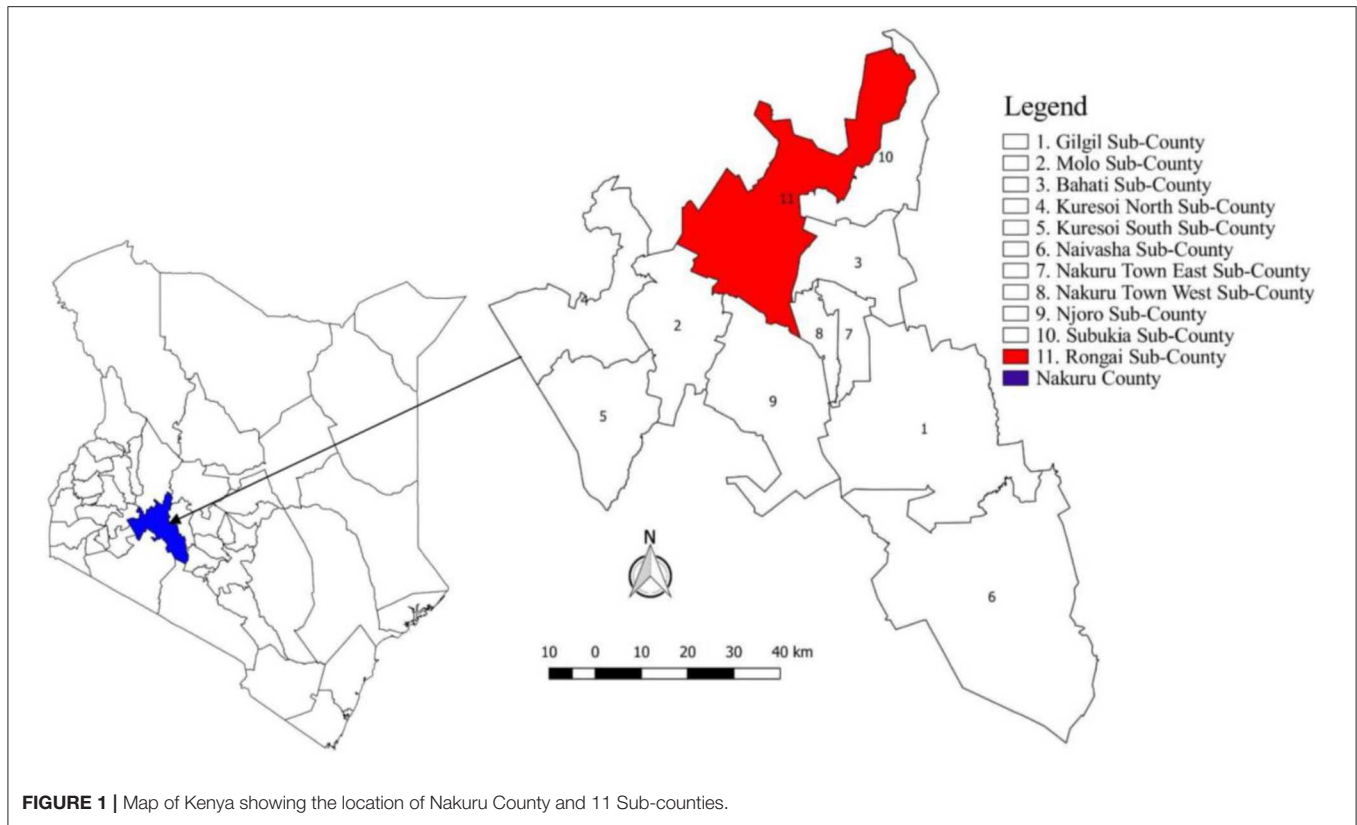 Legend
1. Gilgil Sub-County
2. Molo Sub-County
3. Bahati Sub-County
4. Kuresoi North Sub-County
5. Kuresoi South Sub-County
6. Naivasha Sub-County
7. Nakuru Town East Sub-County
8. Nakuru Town West Sub-County
9. Njoro Sub-County
10. Subukia Sub-County
11. Rongai Sub-County
Nakuru County
10
11
3
4
2
8
7
5
9
1
6
N
10 0 10 20 30 40 km
FIGURE 1 | Map of Kenya showing the location of Nakuru County and 11 Sub-counties.